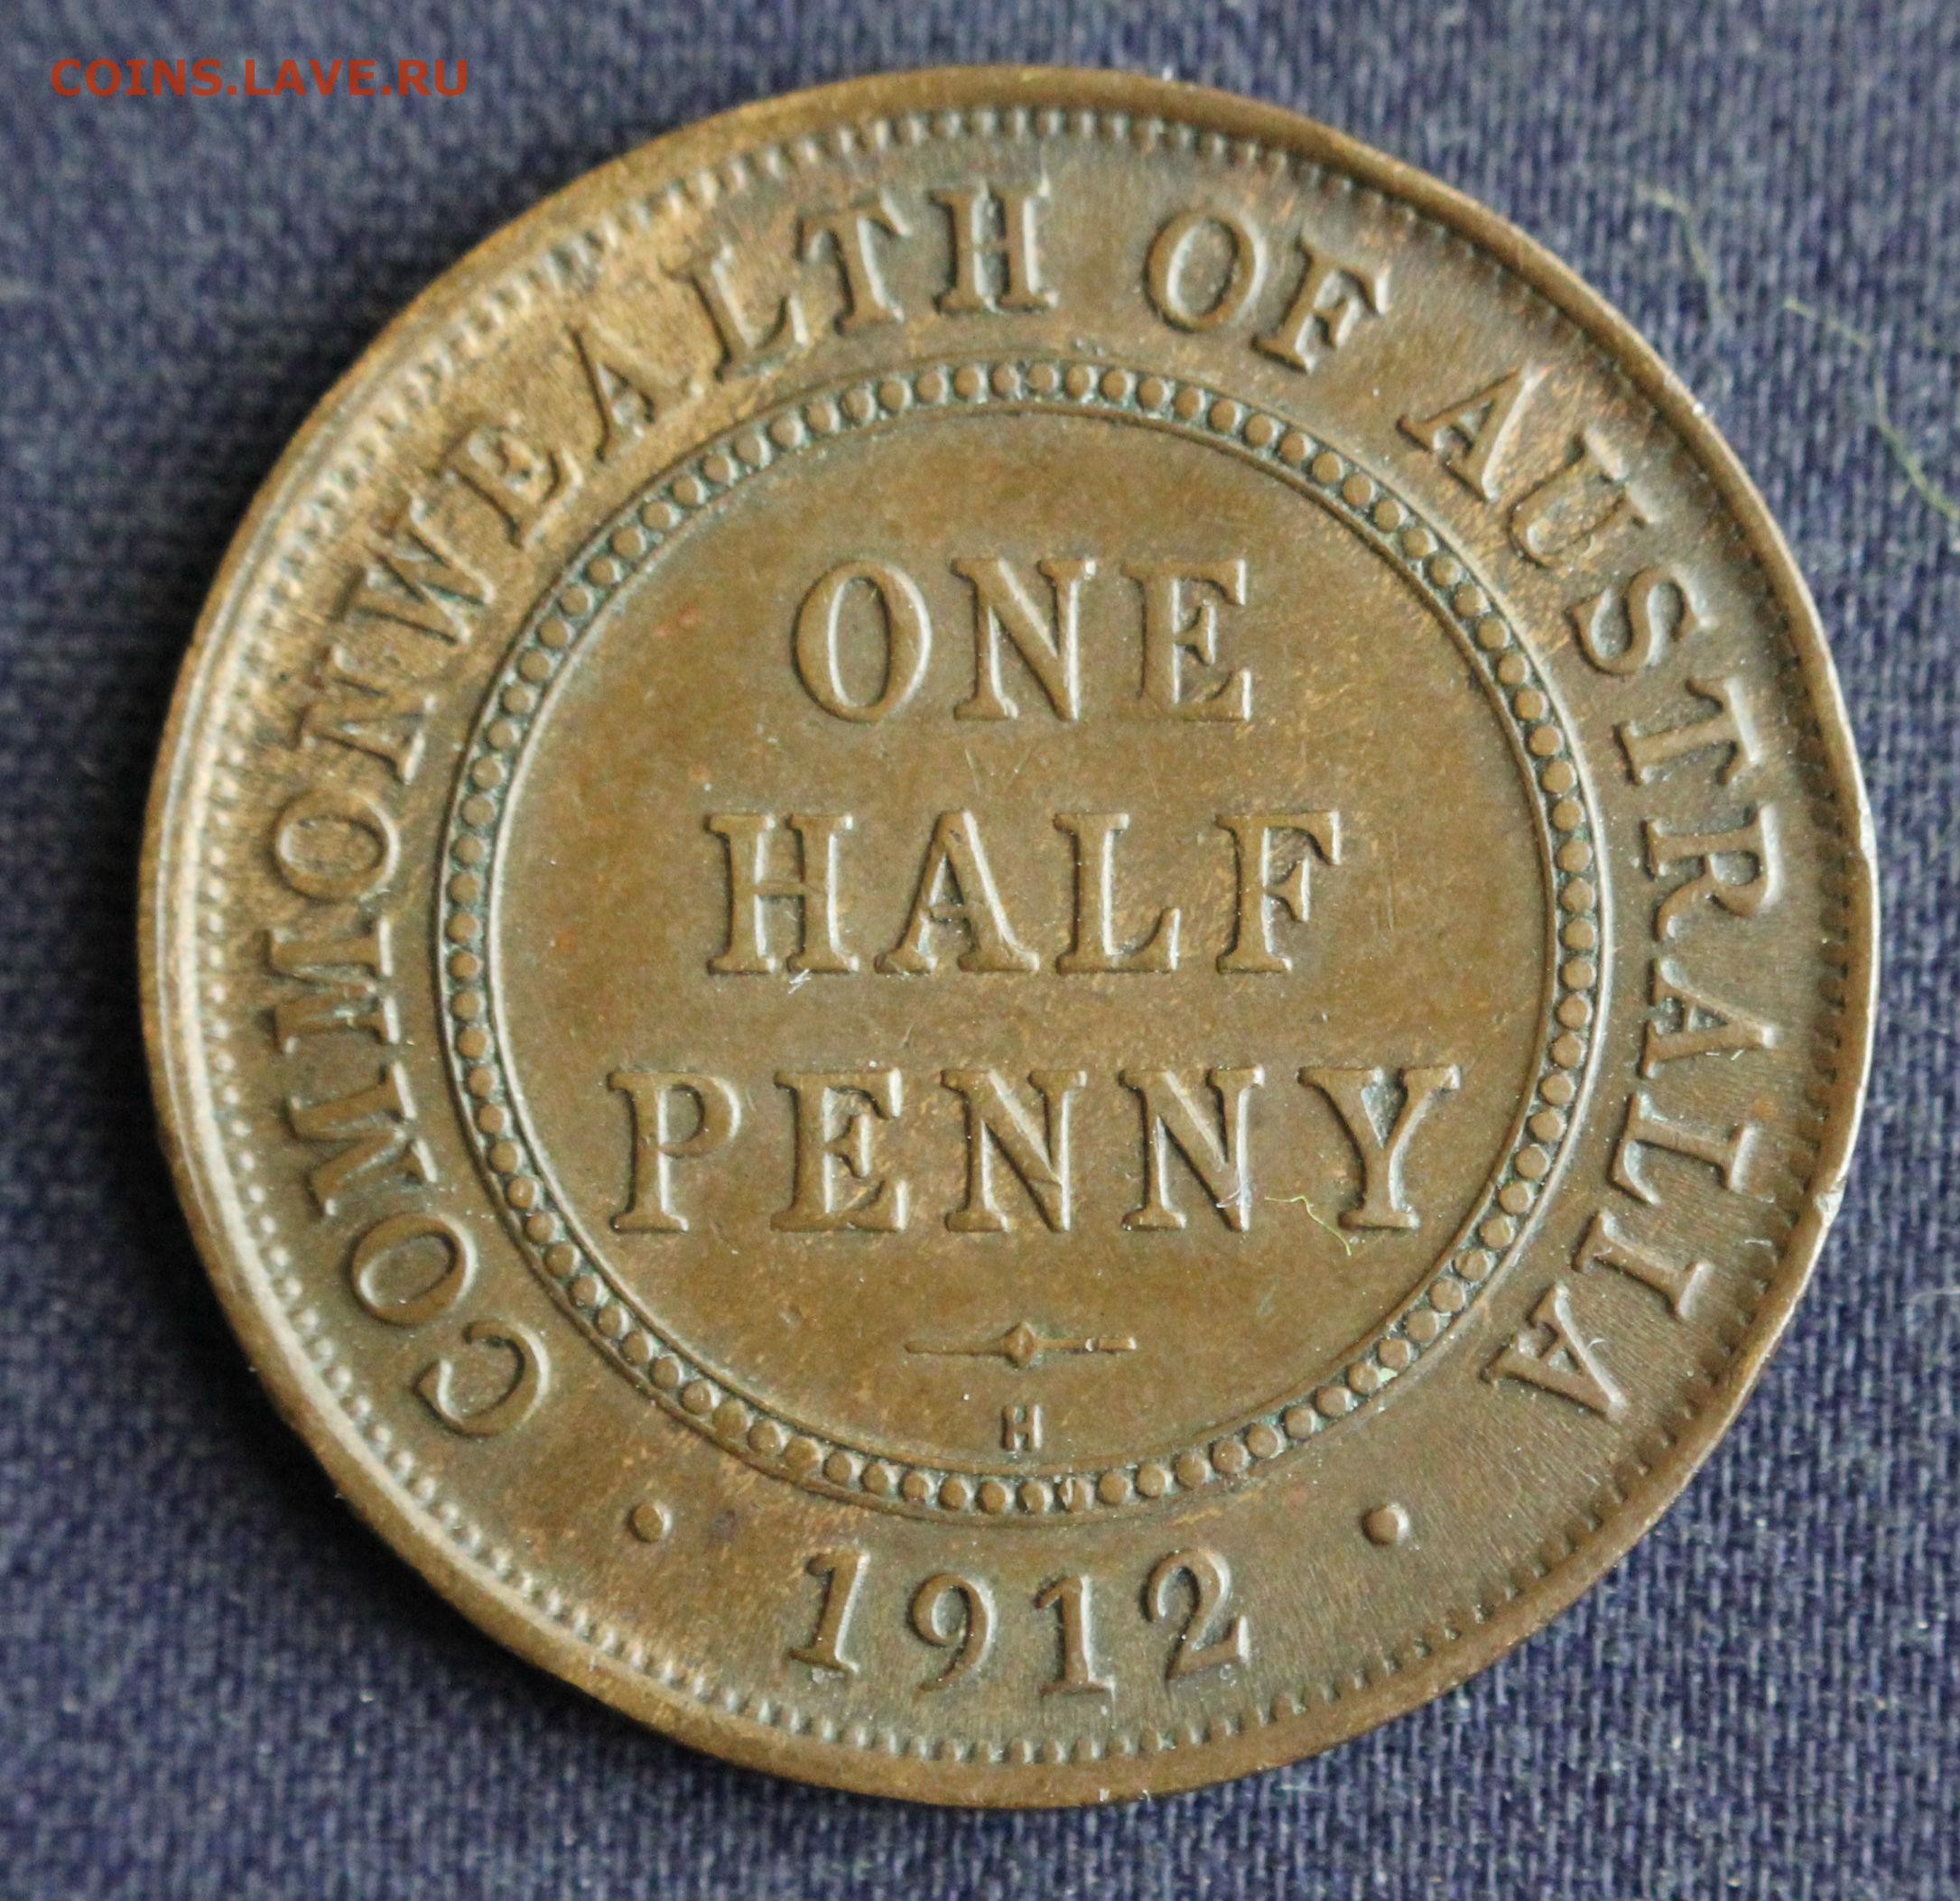 COINS.LAVE.RU
COMMONWEALTH OF AUSTRALIA
ONE
HALF
PENNY
H
· 1912 ·